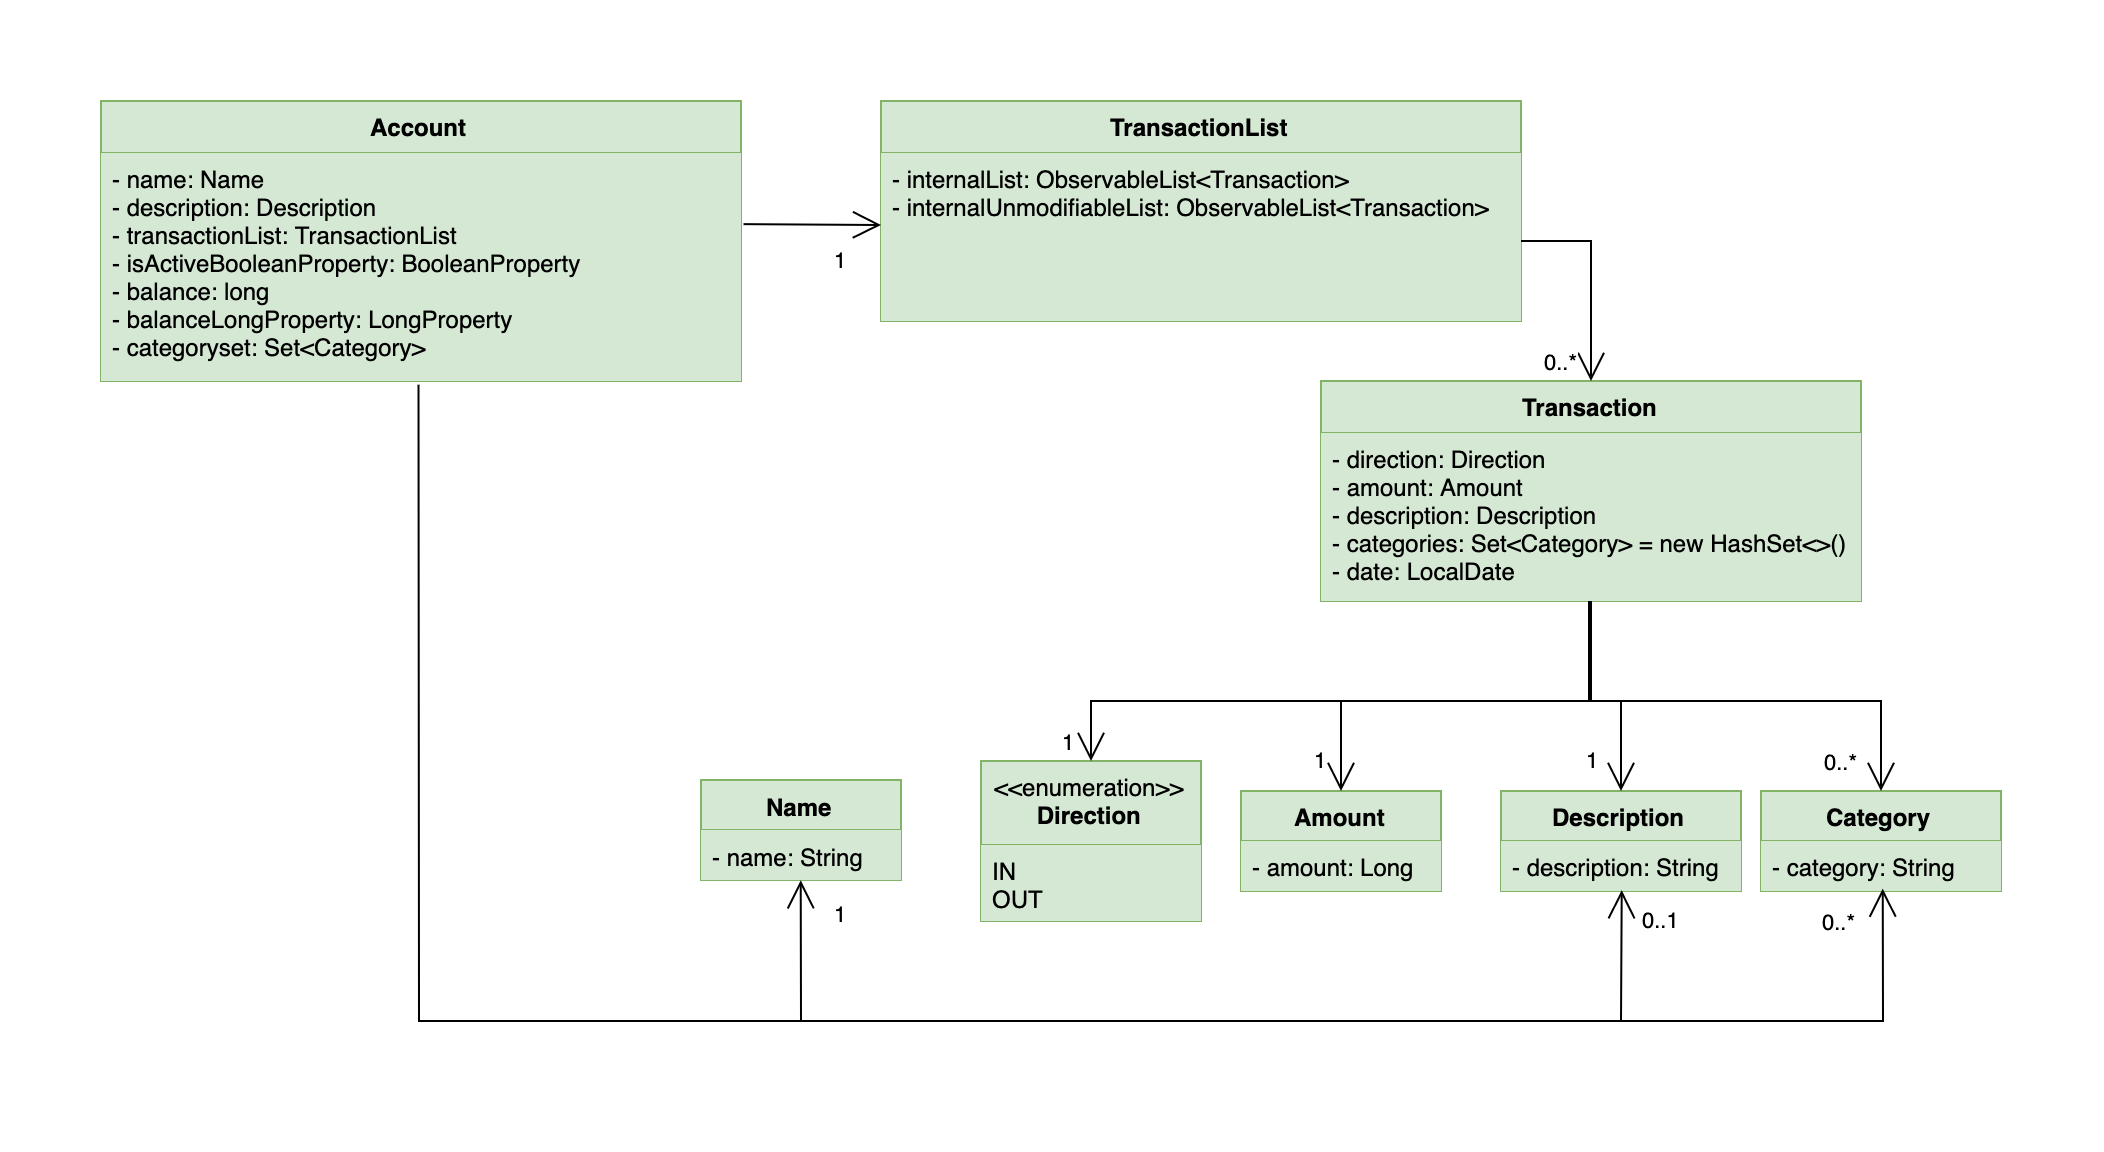 Account
- name: Name
- description: Description
- transactionList: TransactionList
- isActiveBooleanProperty: BooleanProperty
- balance: long
- balanceLongProperty: LongProperty
- categoryset: Set<Category>
1
TransactionList
- internalList: ObservableList<Transaction>
- internalUnmodifiableList: ObservableList<Transaction>
0..*
Transaction
- direction: Direction
- amount: Amount
- description: Description
- categories: Set<Category> = new HashSet<>()
- date: LocalDate
1
1
1
0..*
Name
- name: String
1
<<enumeration>>
Direction
IN
OUT
Amount
- amount: Long
Description
- description: String
0..1
Category
- category: String
0..*